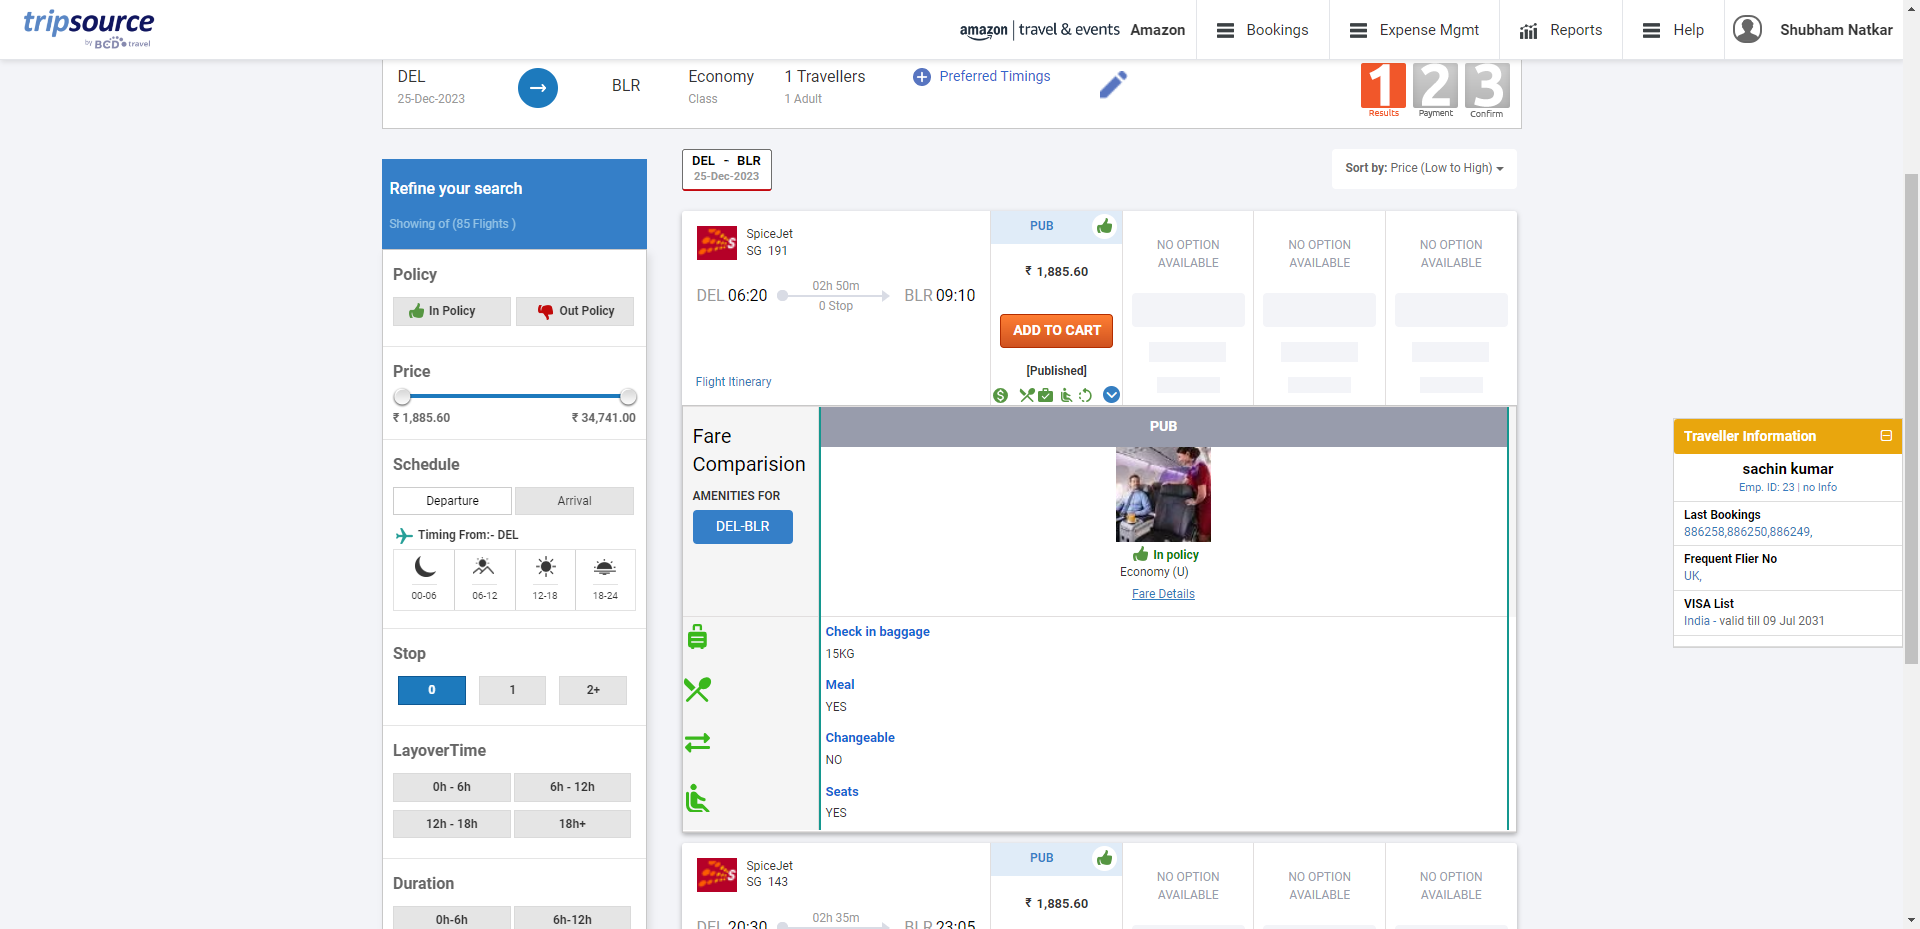 tripsource
by BCD travel
amazon | travel & events Amazon
Bookings
Expense Mgmt
Reports
Help
Shubham Natkar
DEL
25-Dec-2023
BLR
Economy
Class
1 Travellers
1 Adult
Preferred Timings
1 2 3
Results Payment Confirm
Refine your search
Showing of (85 Flights )
Policy
In Policy
Out Policy
Price
₹ 1,885.60
₹ 34,741.00
Schedule
Departure
Arrival
Timing From:- DEL
00-06
06-12
12-18
18-24
Stop
0
1
2+
LayoverTime
0h - 6h
6h - 12h
12h - 18h
18h+
Duration
0h-6h
6h-12h
DEL - BLR
25-Dec-2023
Sort by: Price (Low to High)
SpiceJet
SG 191
DEL 06:20
02h 50m
0 Stop
BLR 09:10
Flight Itinerary
PUB
₹ 1,885.60
ADD TO CART
[Published]
NO OPTION
AVAILABLE
NO OPTION
AVAILABLE
NO OPTION
AVAILABLE
Fare
Comparision
AMENITIES FOR
DEL-BLR
PUB
In policy
Economy (U)
Fare Details
Check in baggage
15KG
Meal
YES
Changeable
NO
Seats
YES
SpiceJet
SG 143
DEL 20:30
02h 35m
BLR 23:05
PUB
₹ 1,885.60
NO OPTION
AVAILABLE
NO OPTION
AVAILABLE
NO OPTION
AVAILABLE
Traveller Information
sachin kumar
Emp. ID: 23 | no Info
Last Bookings
886258,886250,886249,
Frequent Flier No
UK,
VISA List
India - valid till 09 Jul 2031